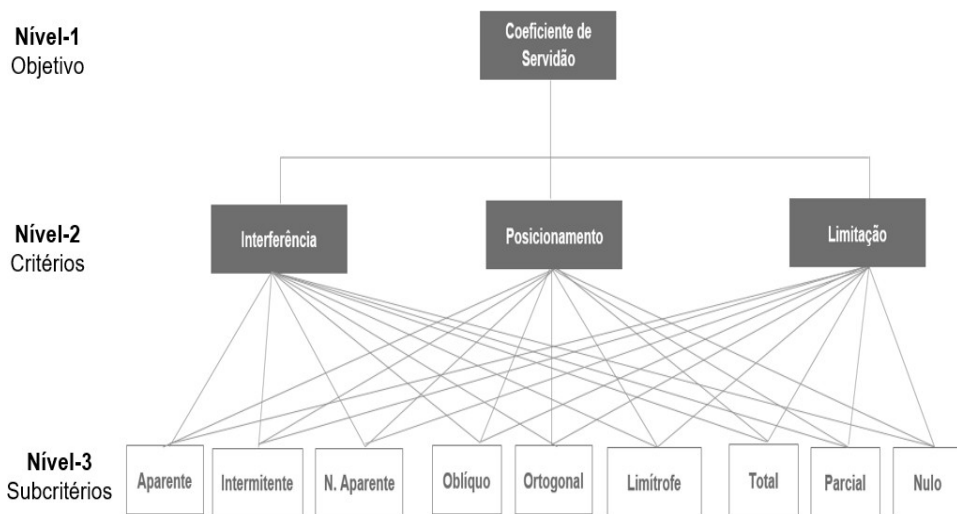 Nível-1
Objetivo
Coeficiente de
Servidão
Nível-2
Critérios
Interferência
Posicionamento
Limitação
Nível-3
Subcritérios
Aparente
Intermitente
N. Aparente
Oblíquo
Ortogonal
Limítrofe
Total
Parcial
Nulo